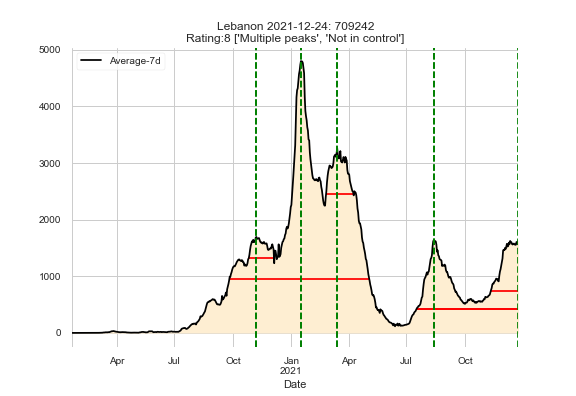 Lebanon 2021-12-24: 709242
Rating:8 ['Multiple peaks', 'Not in control']
5000
Average-7d
4000
3000
2000
1000
0
Apr Jul Oct Jan Apr Jul Oct
2021
Date